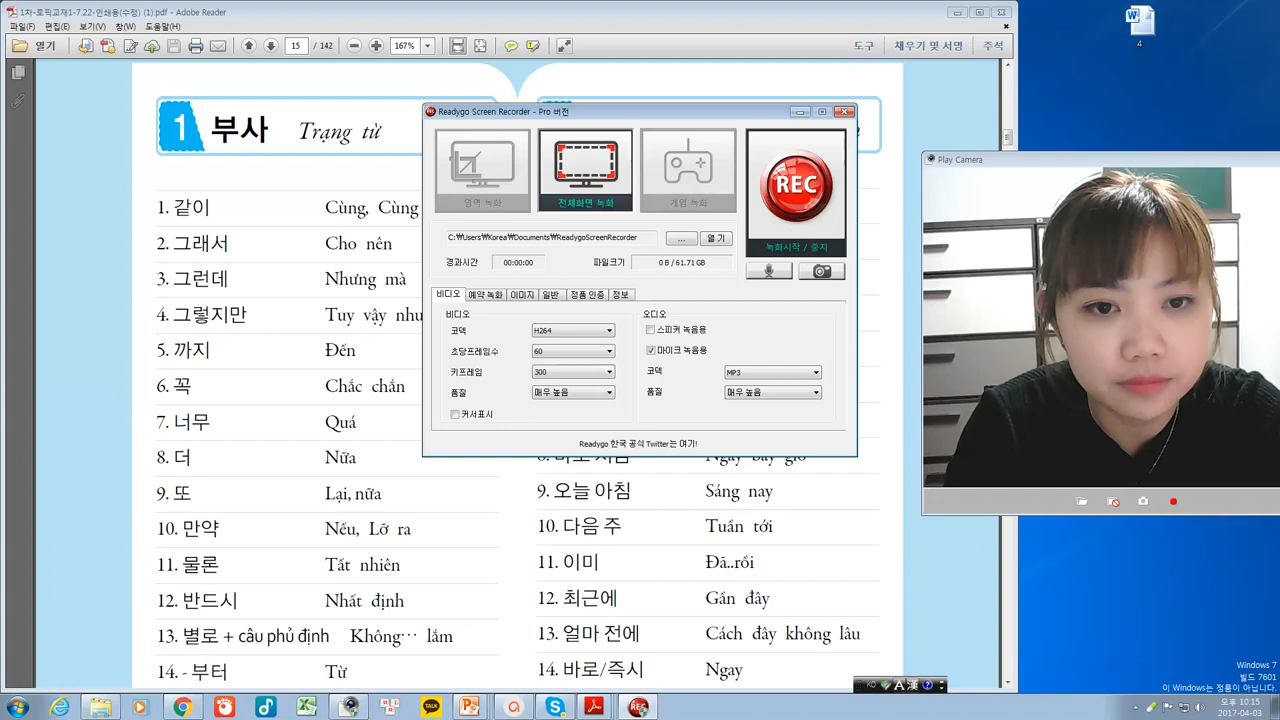 1차-로픽교재1-7.22-인쇄용(수정) (1).pdf - Adobe Reader
파일(F) 편집(E) 보기(V) 창(W) 도움말(H)
열기 15 / 142 167% 도구 채우기 및 서명 주석
4
1 부사 Trạng từ
1. 같이 Cùng, Cùng
2. 그래서 Cho nên
3. 그런데 Nhưng mà
4. 그렇지만 Tuy vậy như
5. 까지 Đến
6. 꼭 Chắc chắn
7. 너무 Quá
8. 더 Nữa
9. 또 Lại, nữa
10. 만약 Nếu, Lỡ ra
11. 물론 Tất nhiên
12. 반드시 Nhất định
13. 별로 + câu phủ định Không… lắm
14. - 부터 Từ
Readygo Screen Recorder - Pro 버전
영역 녹화 전체화면 녹화 게임 녹화
REC
녹화시작 / 중지
C:₩Users₩Korea₩Documents₩ReadygoScreenRecorder ... 열기
경과시간 00:00:00 파일크기 0 B / 61.71 GB
비디오 예약 녹화 이미지 일반 정품 인증 정보
비디오
코덱 H264
초당프레임수 60
키프레임 300
품질 매우 높음
커서표시
오디오
스피커 녹음용
마이크 녹음용
코덱 MP3
품질 매우 높음
Readygo 한국 공식 Twitter는 여기!
9. 오늘 아침 Sáng nay
10. 다음 주 Tuần tới
11. 이미 Đã..rồi
12. 최근에 Gần đây
13. 얼마 전에 Cách đây không lâu
14. 바로/즉시 Ngay
Play Camera
Windows 7
빌드 7601
이 Windows는 정품이 아닙니다.
KO A 漢
TALK
오후 10:15
2017-04-03